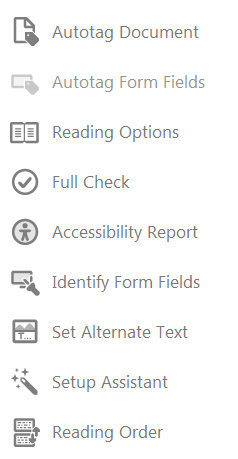 Autotag Document
Autotag Form Fields
Reading Options
Full Check
Accessibility Report
Identify Form Fields
Set Alternate Text
Setup Assistant
Reading Order